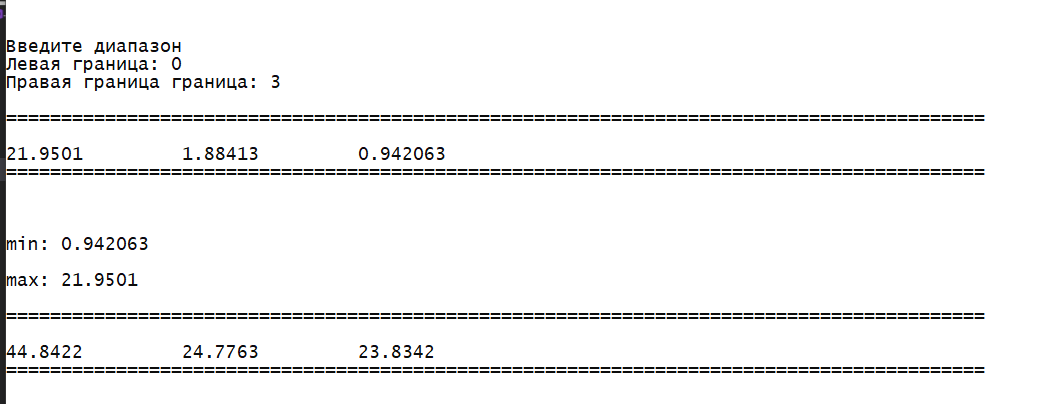 Введите диапазон
Левая граница: 0
Правая граница граница: 3
=========================================================================================
21.9501 1.88413 0.942063
=========================================================================================
min: 0.942063
max: 21.9501
=========================================================================================
44.8422 24.7763 23.8342
=========================================================================================